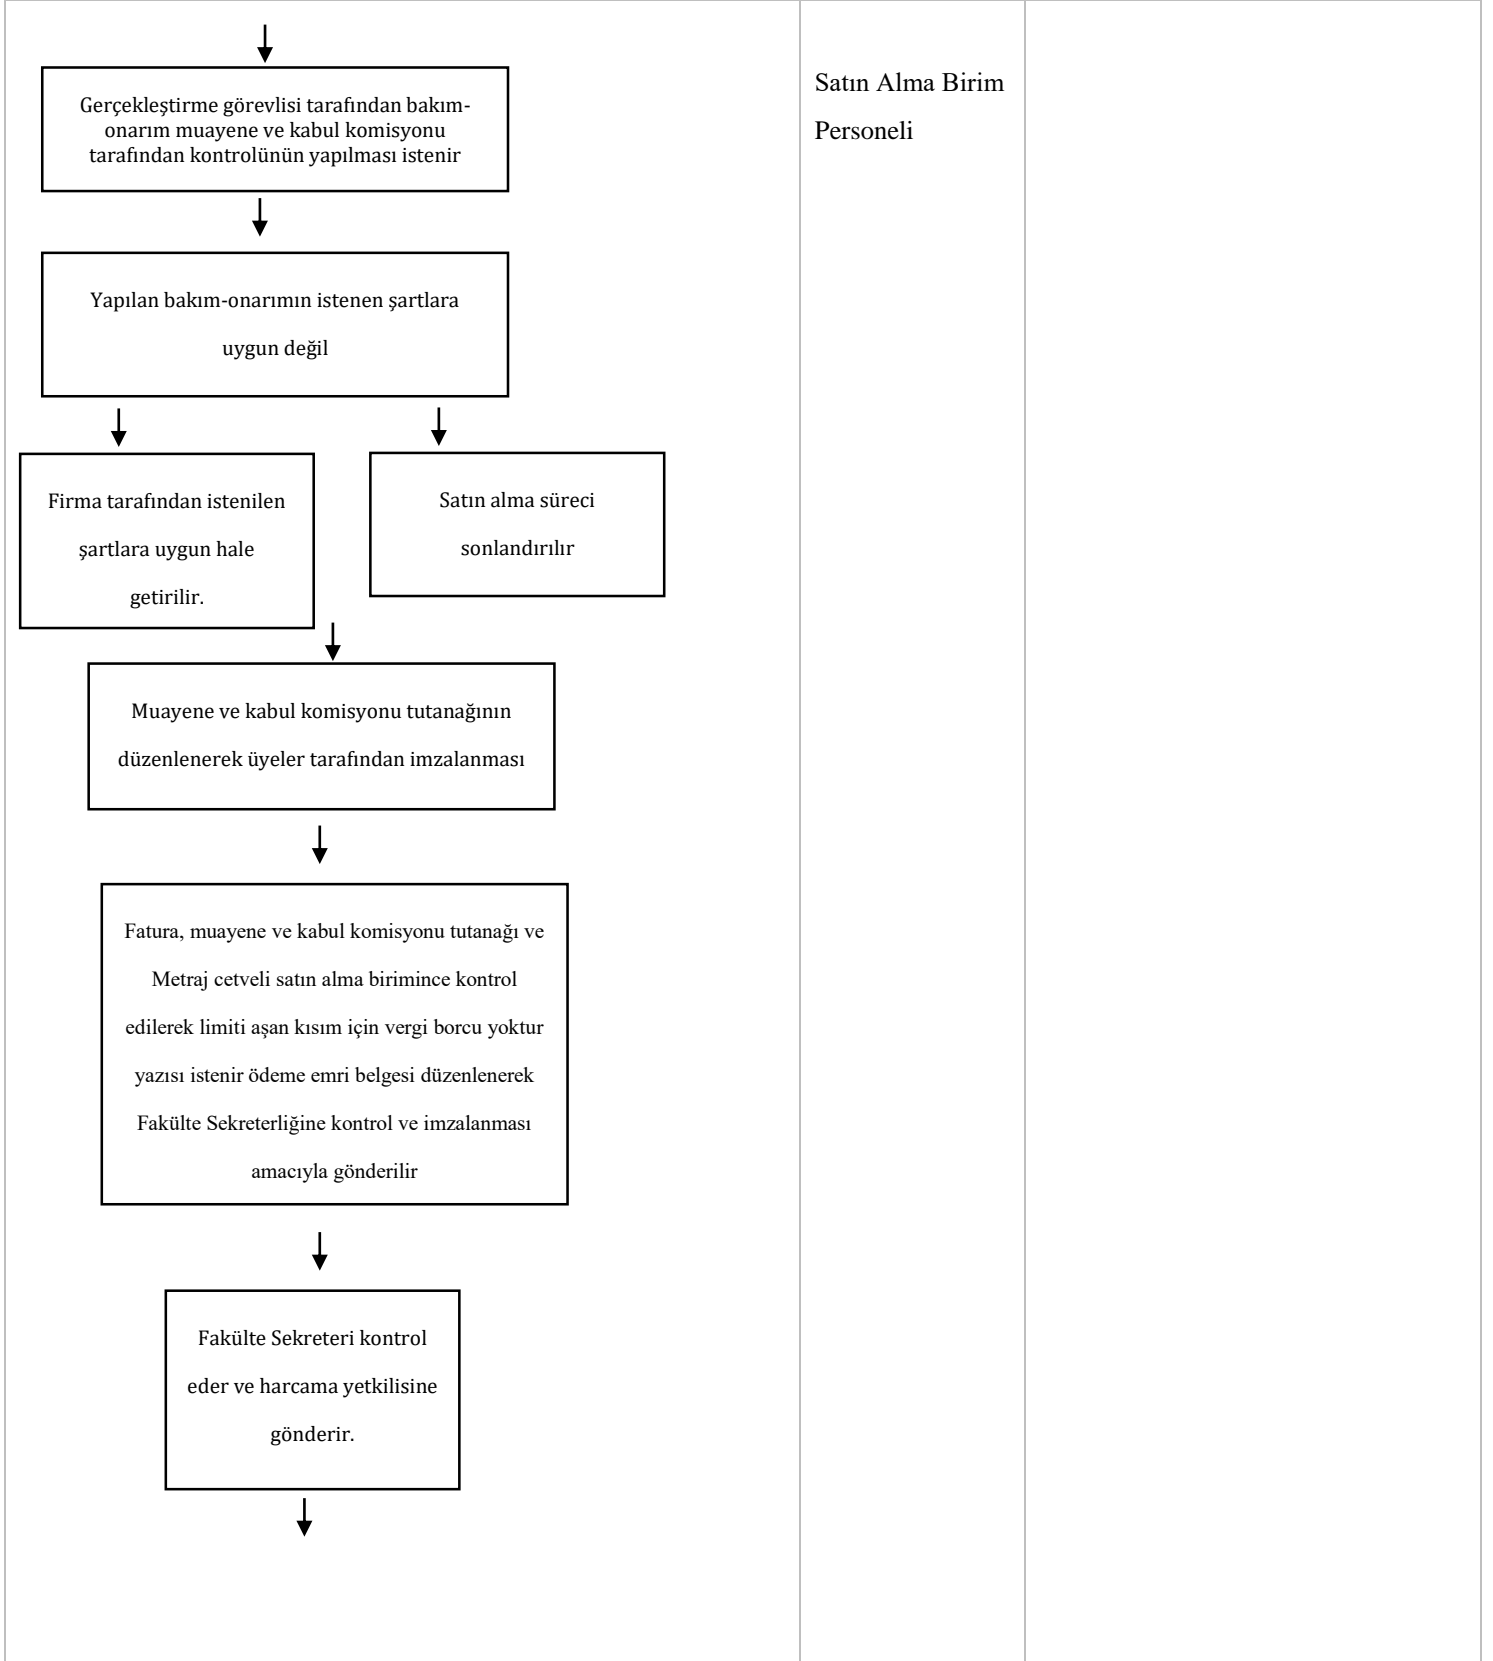 Gerçekleştirme görevlisi tarafından bakım-
onarım muayene ve kabul komisyonu
tarafından kontrolünün yapılması istenir
Satın Alma Birim
Personeli
Yapılan bakım-onarımın istenen şartlara
uygun değil
Firma tarafından istenilen
şartlara uygun hale
getirilir.
Satın alma süreci
sonlandırılır
Muayene ve kabul komisyonu tutanağının
düzenlenerek üyeler tarafından imzalanması
Fatura, muayene ve kabul komisyonu tutanağı ve
Metraj cetveli satın alma birimince kontrol
edilerek limiti aşan kısım için vergi borcu yoktur
yazısı istenir ödeme emri belgesi düzenlenerek
Fakülte Sekreterliğine kontrol ve imzalanması
amacıyla gönderilir
Fakülte Sekreteri kontrol
eder ve harcama yetkilisine
gönderir.